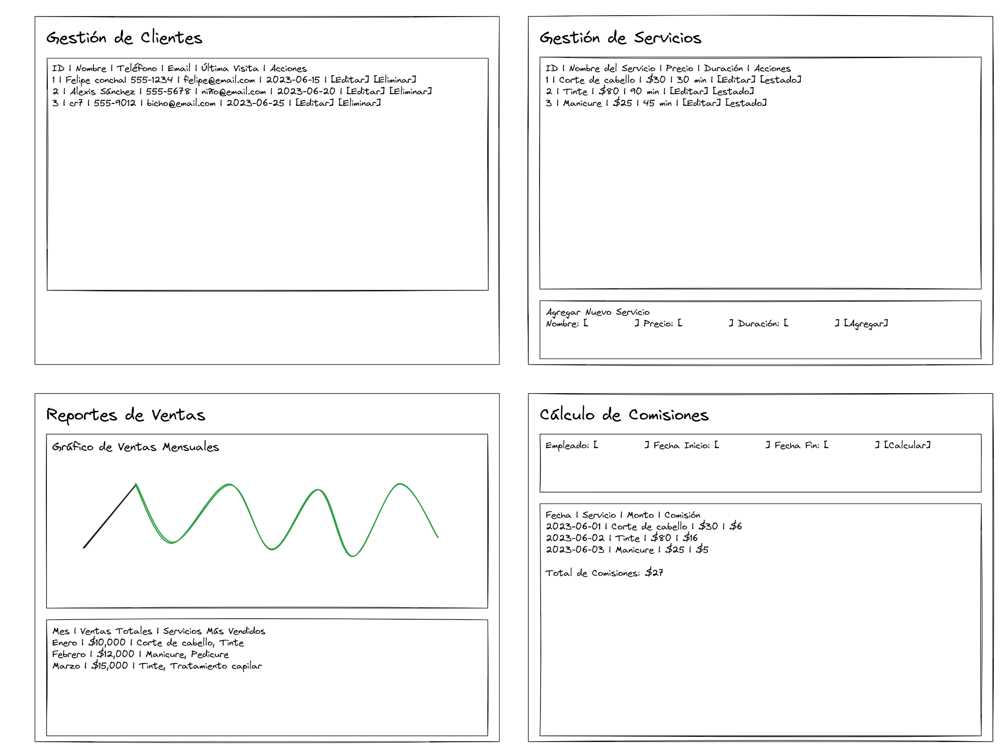 Gestión de Clientes
ID | Nombre | Teléfono | Email | Última Visita | Acciones
1 | Felipe conchal 555-1234 | felipe@email.com | 2023-06-15 | [Editar] [Eliminar]
2 | Alexis Sánchez | 555-5678 | niño@email.com | 2023-06-20 | [Editar] [Eliminar]
3 | cr7 | 555-9012 | bicho@email.com | 2023-06-25 | [Editar] [Eliminar]
Gestión de Servicios
ID | Nombre del Servicio | Precio | Duración | Acciones
1 | Corte de cabello | $30 | 30 min | [Editar] [estado]
2 | Tinte | $80 | 90 min | [Editar] [estado]
3 | Manicure | $25 | 45 min | [Editar] [estado]
Agregar Nuevo Servicio
Nombre: [ ] Precio: [ ] Duración: [ ] [Agregar]
Reportes de Ventas
Gráfico de Ventas Mensuales
Mes | Ventas Totales | Servicios Más Vendidos
Enero | $10,000 | Corte de cabello, Tinte
Febrero | $12,000 | Manicure, Pedicure
Marzo | $15,000 | Tinte, Tratamiento capilar
Cálculo de Comisiones
Empleado: [ ] Fecha Inicio: [ ] Fecha Fin: [ ] [Calcular]
Fecha | Servicio | Monto | Comisión
2023-06-01 | Corte de cabello | $30 | $6
2023-06-02 | Tinte | $80 | $16
2023-06-03 | Manicure | $25 | $5
Total de Comisiones: $27